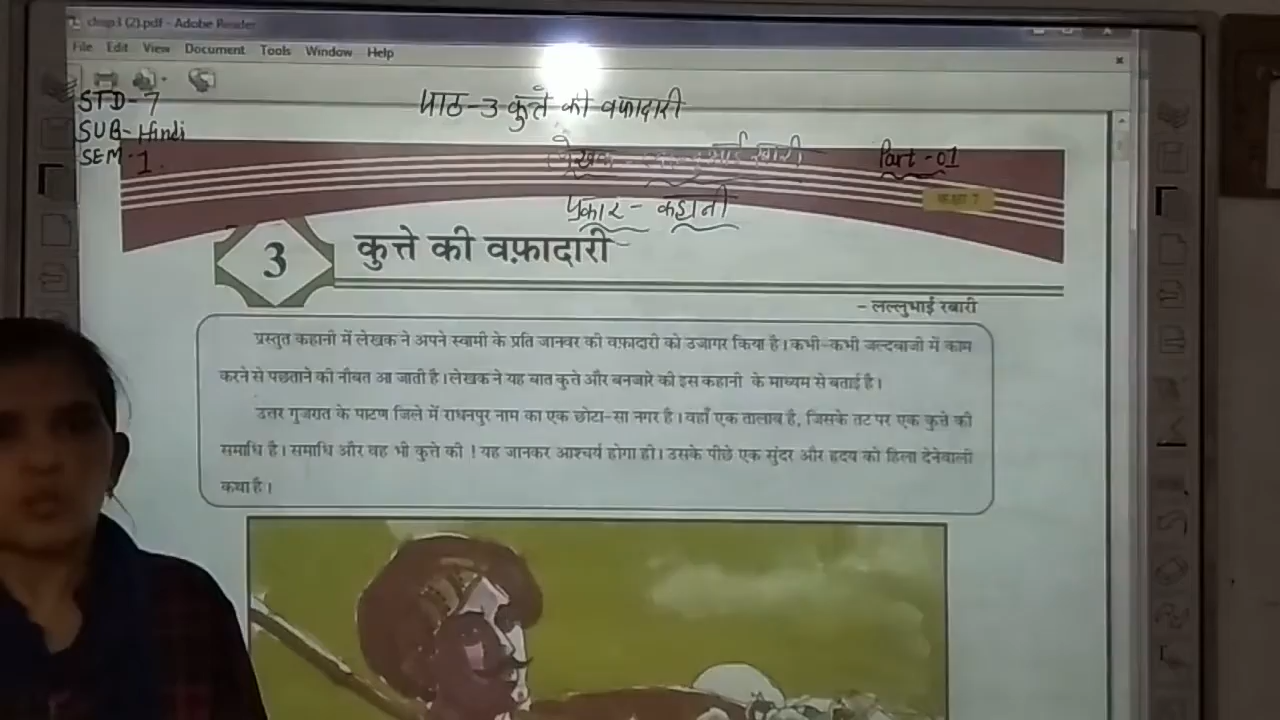 chap3 (2).pdf - Adobe Reader
File Edit View Document Tools Window Help
STD-7
SUB-Hindi
SEM-1.
पाठ-3 कुत्ते की वफादारी
लेखक - रबारी
Part-01
प्रकार - कहानी
3
कुत्ते की वफ़ादारी
- लल्लुभाई रबारी
प्रस्तुत कहानी में लेखक ने अपने स्वामी के प्रति जानवर की वफ़ादारी को उजागर किया है। कभी-कभी जल्दबाजी में काम
करने से पछताने की नौबत आ जाती है। लेखक ने यह बात कुत्ते और बनजारे की इस कहानी के माध्यम से बताई है।
उत्तर गुजरात के पाटण जिले में राधनपुर नाम का एक छोटा-सा नगर है। वहाँ एक तालाब है, जिसके तट पर एक कुत्ते की
समाधि है। समाधि और वह भी कुत्ते की ! यह जानकर आश्चर्य होगा ही। उसके पीछे एक सुंदर और हृदय को हिला देनेवाली
कथा है।